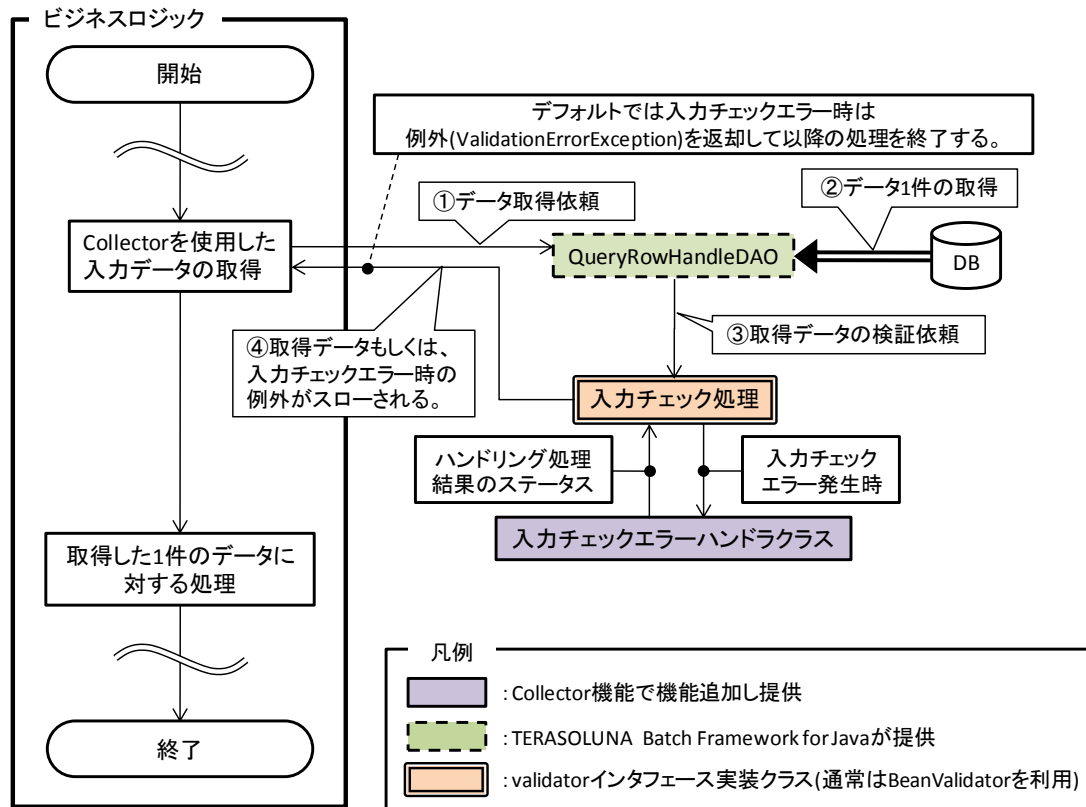 ビジネスロジック
開始
デフォルトでは入力チェックエラー時は
例外(ValidationErrorException)を返却して以降の処理を終了する。
①データ取得依頼
②データ1件の取得
Collectorを使用した
入力データの取得
QueryRowHandleDAO
DB
③取得データの検証依頼
④取得データもしくは、
入力チェックエラー時の
例外がスローされる。
入力チェック処理
ハンドリング処理
結果のステータス
入力チェック
エラー発生時
入力チェックエラーハンドラクラス
取得した1件のデータに
対する処理
終了
凡例
: Collector機能で機能追加し提供
: TERASOLUNA Batch Framework for Javaが提供
: validatorインタフェース実装クラス(通常はBeanValidatorを利用)